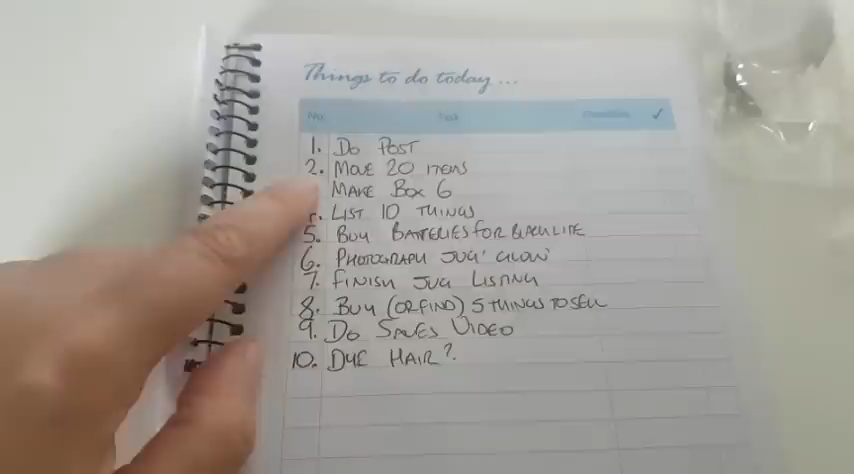 Things to do today...
No. Task Deadline ✓
1. Do Post
2. Move 20 items
Make Box 6
. List 10 things
5. Buy Batteries for Blacklite
6. Photograph Jug 'Glow'
7. Finish Jug Listing
8. Buy (or find) 5 things to sell
9. Do Sales Video
10. Dye Hair?